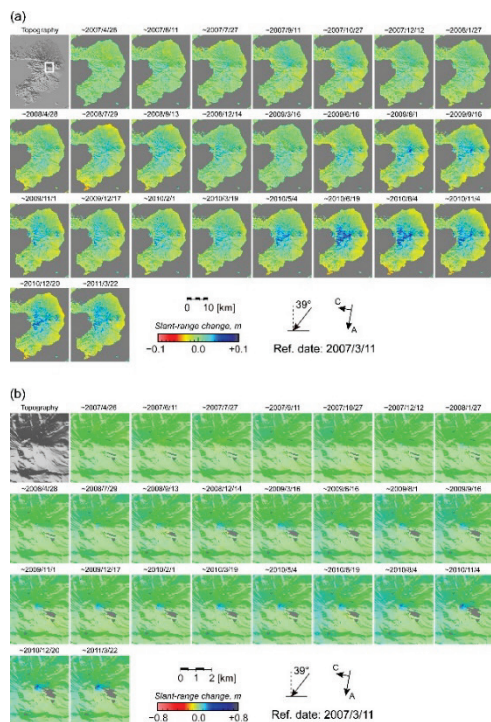 (a)
Topography ~2007/4/26 ~2007/6/11 ~2007/7/27 ~2007/9/11 ~2007/10/27 ~2007/12/12 ~2008/1/27
~2008/4/28 ~2008/7/29 ~2008/9/13 ~2008/12/14 ~2009/3/16 ~2009/6/16 ~2009/8/1 ~2009/9/16
~2009/11/1 ~2009/12/17 ~2010/2/1 ~2010/3/19 ~2010/5/4 ~2010/6/19 ~2010/8/4 ~2010/11/4
~2010/12/20 ~2011/3/22
0 10 [km]
39° C A
Slant-range change, m
−0.1 0.0 +0.1
Ref. date: 2007/3/11
(b)
Topography ~2007/4/26 ~2007/6/11 ~2007/7/27 ~2007/9/11 ~2007/10/27 ~2007/12/12 ~2008/1/27
~2008/4/28 ~2008/7/29 ~2008/9/13 ~2008/12/14 ~2009/3/16 ~2009/6/16 ~2009/8/1 ~2009/9/16
~2009/11/1 ~2009/12/17 ~2010/2/1 ~2010/3/19 ~2010/5/4 ~2010/6/19 ~2010/8/4 ~2010/11/4
~2010/12/20 ~2011/3/22
0 1 2 [km]
39° C A
Slant-range change, m
−0.8 0.0 +0.8
Ref. date: 2007/3/11